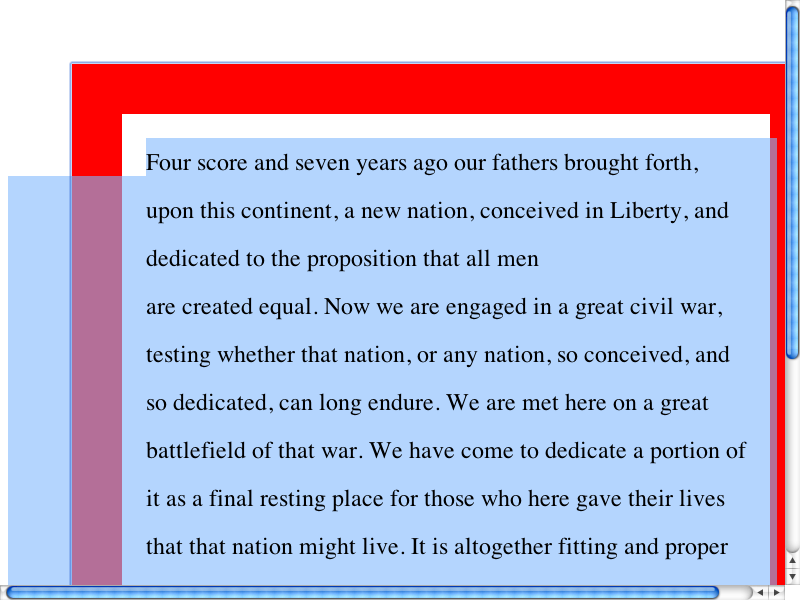 Four score and seven years ago our fathers brought forth,
upon this continent, a new nation, conceived in Liberty, and
dedicated to the proposition that all men
are created equal. Now we are engaged in a great civil war,
testing whether that nation, or any nation, so conceived, and
so dedicated, can long endure. We are met here on a great
battlefield of that war. We have come to dedicate a portion of
it as a final resting place for those who here gave their lives
that that nation might live. It is altogether fitting and proper